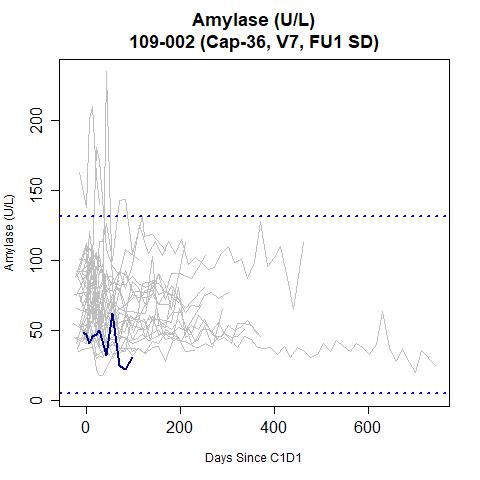 Amylase (U/L)
109-002 (Cap-36, V7, FU1 SD)
Amylase (U/L)
200
150
100
50
0
0 200 400 600
Days Since C1D1